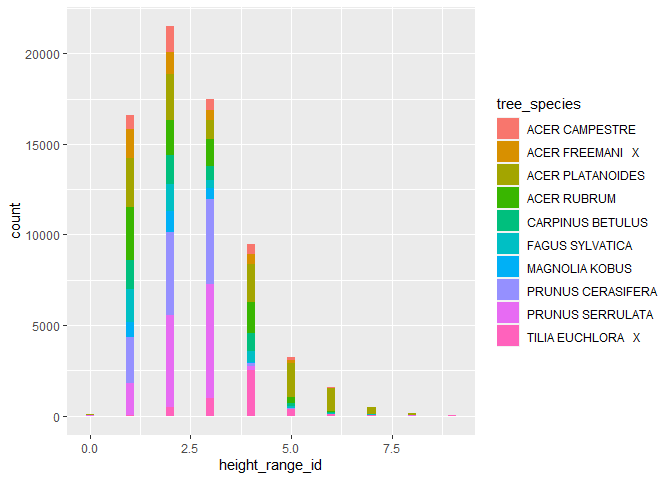 20000
15000
10000
5000
0
count
0.0
2.5
5.0
7.5
height_range_id
tree_species
ACER CAMPESTRE
ACER FREEMANI   X
ACER PLATANOIDES
ACER RUBRUM
CARPINUS BETULUS
FAGUS SYLVATICA
MAGNOLIA KOBUS
PRUNUS CERASIFERA
PRUNUS SERRULATA
TILIA EUCHLORA   X